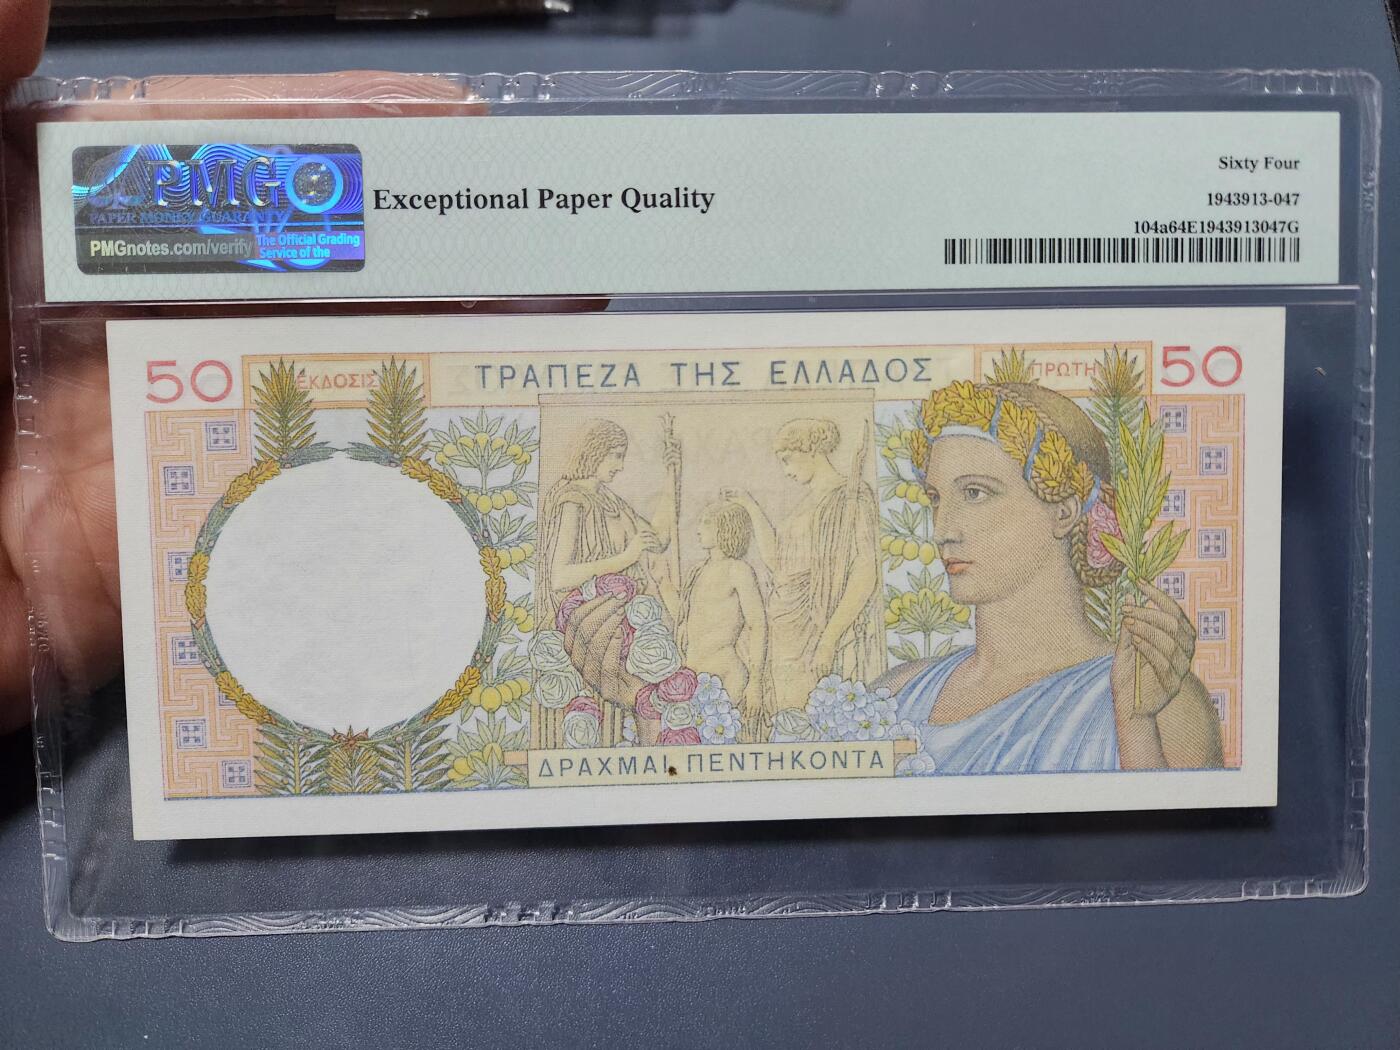 PMG
PAPER MONEY GUARANTY
PMGnotes.com/verify
The Official Grading
Service of the
Exceptional Paper Quality
Sixty Four
1943913-047
104a64E1943913047G
50
ΕΚΔΟΣΙΣ
ΤΡΑΠΕΖΑ ΤΗΣ ΕΛΛΑΔΟΣ
ΠΡΩΤΗ
50
ΔΡΑΧΜΑΙ ΠΕΝΤΗΚΟΝΤΑ